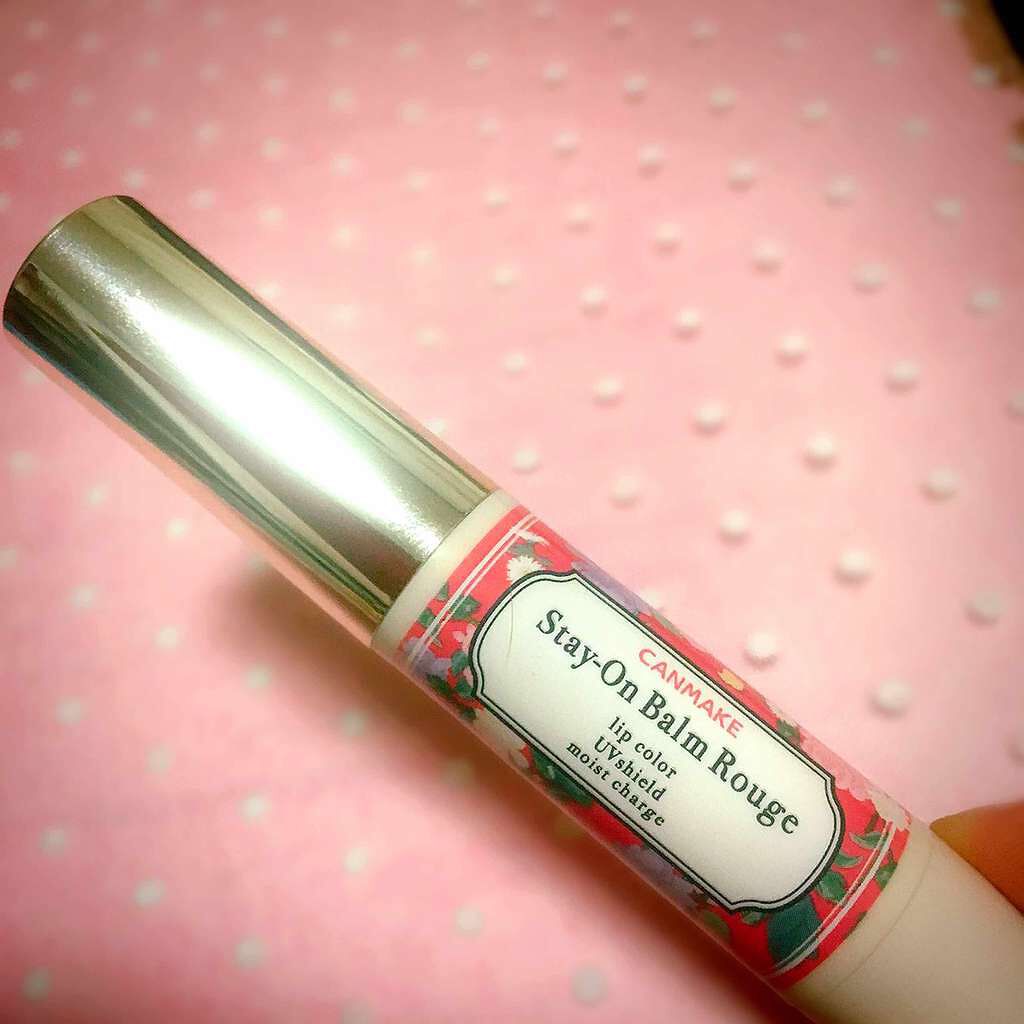 CANMAKE
Stay-On Balm Rouge
lip color
UVshield
moist charge